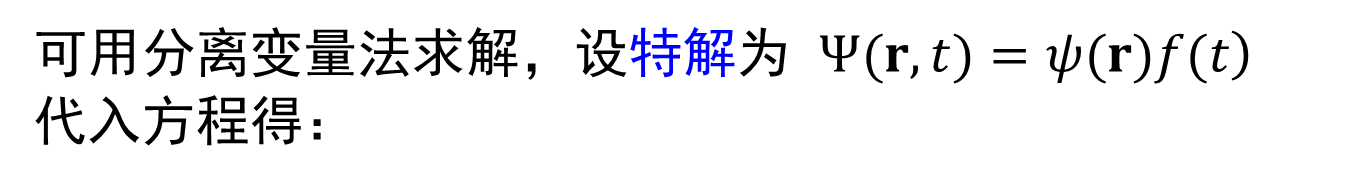 可用分离变量法求解，设特解为 Ψ(𝐫, t) = ψ(𝐫)f(t)
代入方程得：